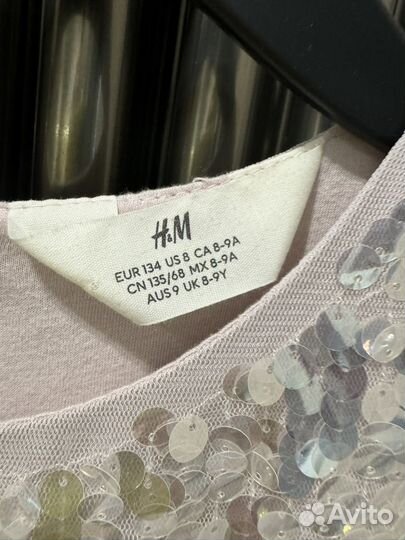 H&M
EUR 134 US 8 CA 8-9A
CN 135/68 MX 8-9A
AUS 9 UK 8-9Y
Avito